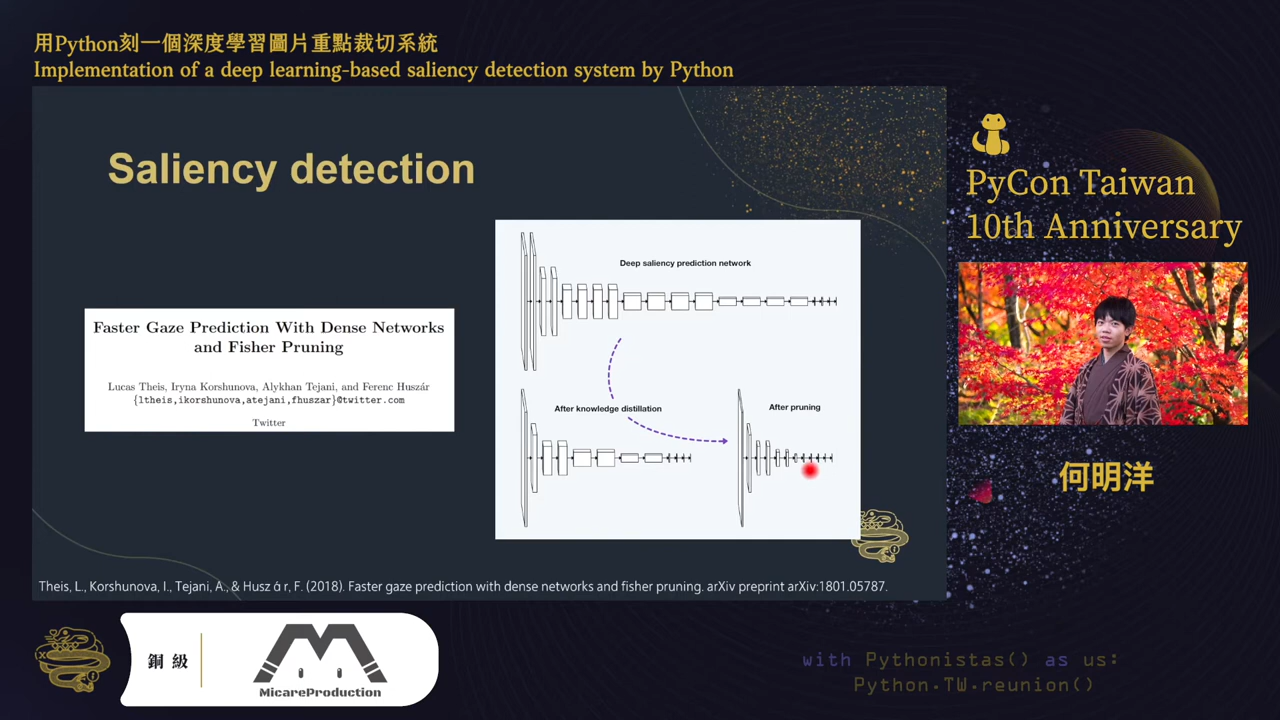 用Python刻一個深度學習圖片重點裁切系統
Implementation of a deep learning-based saliency detection system by Python
Saliency detection
Faster Gaze Prediction With Dense Networks
and Fisher Pruning
Lucas Theis, Iryna Korshunova, Alykhan Tejani, and Ferenc Huszár
{ltheis,ikorshunova,atejani,fhuszar}@twitter.com
Twitter
Deep saliency prediction network
After knowledge distillation
After pruning
Theis, L., Korshunova, I., Tejani, A., & Husz ά r, F. (2018). Faster gaze prediction with dense networks and fisher pruning. arXiv preprint arXiv:1801.05787.
PyCon Taiwan
10th Anniversary
何明洋
銅級
MicareProduction
with Pythonistas() as us:
Python.TW.reunion()